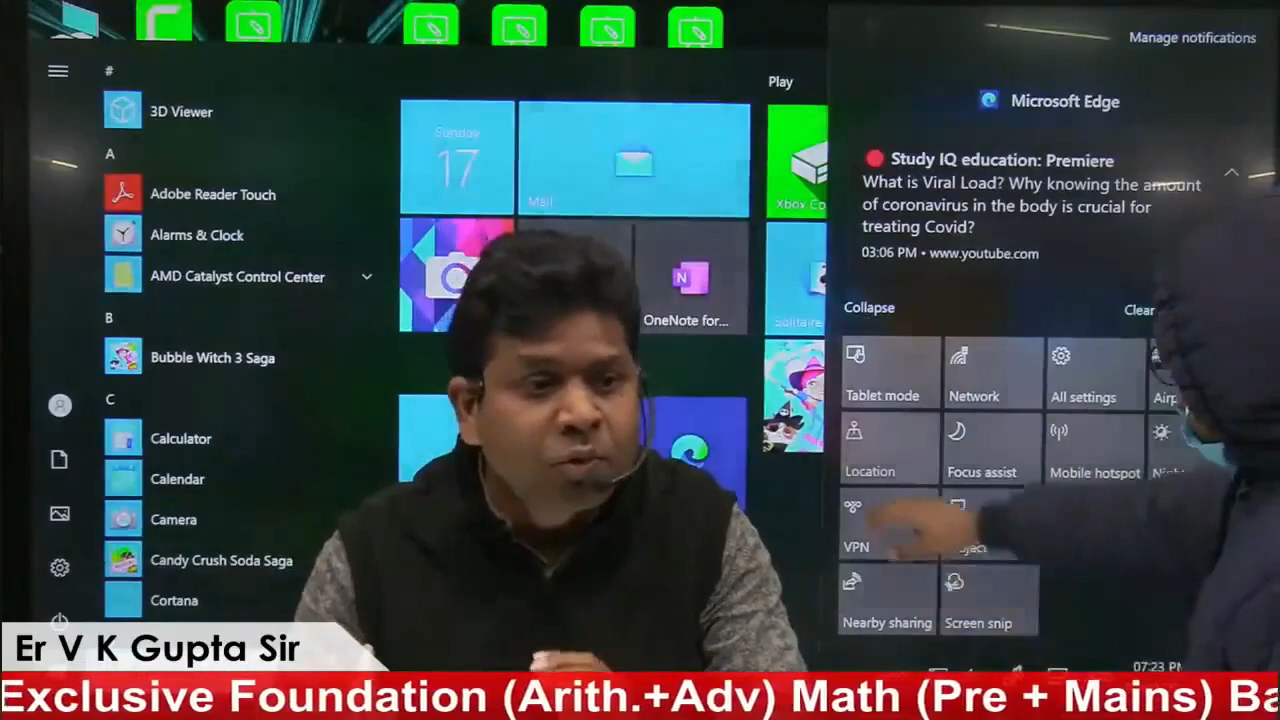 Manage notifications
#
Play
Microsoft Edge
3D Viewer
Sunday
17
A
Study IQ education: Premiere
What is Viral Load? Why knowing the amount
of coronavirus in the body is crucial for
treating Covid?
03:06 PM • www.youtube.com
Adobe Reader Touch
Mail
Xbox Co
Alarms & Clock
AMD Catalyst Control Center
Collapse
Clear
B
OneNote for...
Solitaire
Bubble Witch 3 Saga
Tablet mode
Network
All settings
Airp
C
Calculator
Location
Focus assist
Mobile hotspot
Calendar
Camera
VPN
Candy Crush Soda Saga
Cortana
Nearby sharing
Screen snip
Er V K Gupta Sir
07:23 PM
Exclusive Foundation (Arith.+Adv) Math (Pre + Mains) Ba